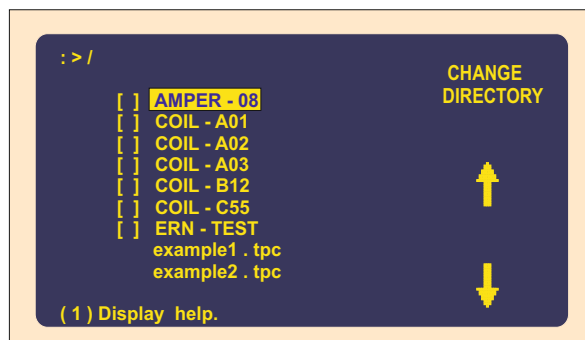 : > /
CHANGE
DIRECTORY
[ ] AMPER - 08
[ ] COIL - A01
[ ] COIL - A02
[ ] COIL - A03
[ ] COIL - B12
[ ] COIL - C55
[ ] ERN - TEST
example1 . tpc
example2 . tpc
( 1 ) Display help.